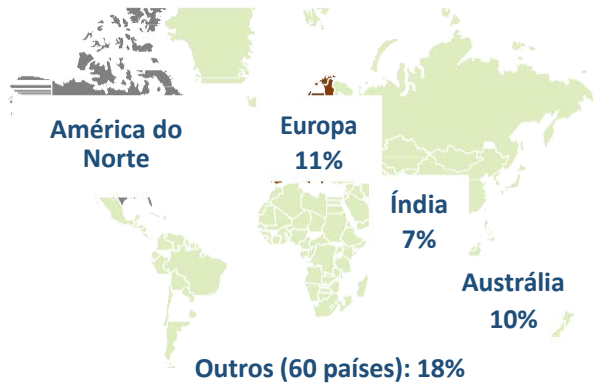 América do
Norte
Europa
11%
Índia
7%
Austrália
10%
Outros (60 países): 18%